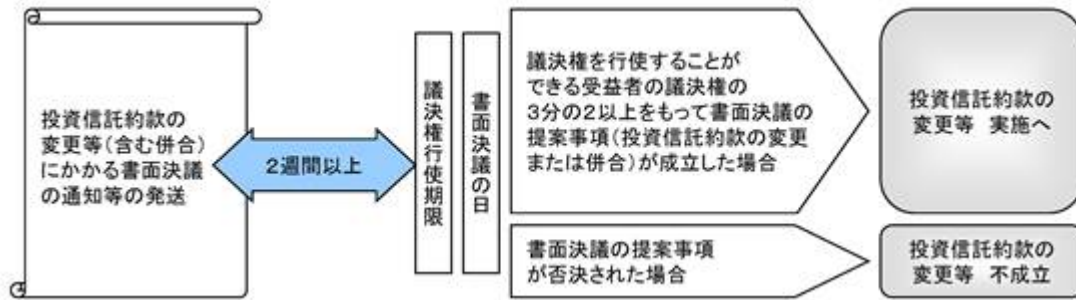 投資信託約款の
変更等(含む併合)
にかかる書面決議
の通知等の発送
2週間以上
議決権行使期限
書面決議の日
議決権を行使することが
できる受益者の議決権の
3分の2以上をもって書面決議の
提案事項(投資信託約款の変更
または併合)が成立した場合
投資信託約款の
変更等 実施へ
書面決議の提案事項
が否決された場合
投資信託約款の
変更等 不成立